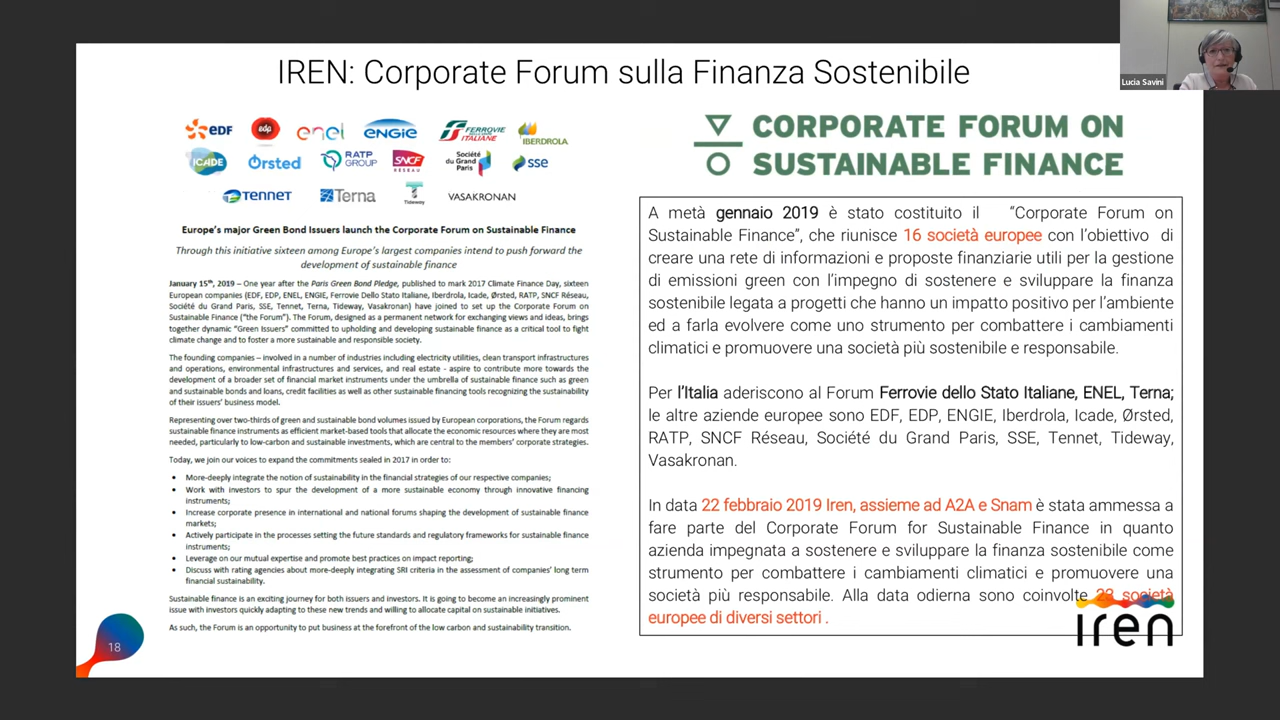 IREN: Corporate Forum sulla Finanza Sostenibile
Lucia Savini
EDF
edp
enel
ENGIE
FERROVIE
ITALIANE
IBERDROLA
ICADE
Ørsted
RATP
GROUP
SNCF
RÉSEAU
Société
du Grand
Paris
sse
TENNET
Terna
Tideway
VASAKRONAN
Europe's major Green Bond Issuers launch the Corporate Forum on Sustainable Finance
Through this initiative sixteen among Europe's largest companies intend to push forward the
development of sustainable finance
January 15th, 2019 – One year after the Paris Green Bond Pledge, published to mark 2017 Climate Finance Day, sixteen
European companies (EDF, EDP, ENEL, ENGIE, Ferrovie Dello Stato Italiane, Iberdrola, Icade, Ørsted, RATP, SNCF Réseau,
Société du Grand Paris, SSE, Tennet, Terna, Tideway, Vasakronan) have joined to set up the Corporate Forum on
Sustainable Finance ("the Forum"). The Forum, designed as a permanent network for exchanging views and ideas, brings
together dynamic "Green Issuers" committed to upholding and developing sustainable finance as a critical tool to fight
climate change and to foster a more sustainable and responsible society.
The founding companies – involved in a number of industries including electricity utilities, clean transport infrastructures
and operations, environmental infrastructures and services, and real estate - aspire to contribute more towards the
development of a broader set of financial market instruments under the umbrella of sustainable finance such as green
and sustainable bonds and loans, credit facilities as well as other sustainable financing tools recognizing the sustainability
of their issuers' business model.
Representing over two-thirds of green and sustainable bond volumes issued by European corporations, the Forum regards
sustainable finance instruments as efficient market-based tools that allocate the economic resources where they are most
needed, particularly to low-carbon and sustainable investments, which are central to the members' corporate strategies.
Today, we join our voices to expand the commitments sealed in 2017 in order to:
• More-deeply integrate the notion of sustainability in the financial strategies of our respective companies;
• Work with investors to spur the development of a more sustainable economy through innovative financing
instruments;
• Increase corporate presence in international and national forums shaping the development of sustainable finance
markets;
• Actively participate in the processes setting the future standards and regulatory frameworks for sustainable finance
instruments;
• Leverage on our mutual expertise and promote best practices on impact reporting;
• Discuss with rating agencies about more-deeply integrating SRI criteria in the assessment of companies' long term
financial sustainability.
Sustainable finance is an exciting journey for both issuers and investors. It is going to become an increasingly prominent
issue with investors quickly adapting to these new trends and willing to allocate capital on sustainable initiatives.
As such, the Forum is an opportunity to put business at the forefront of the low carbon and sustainability transition.
18
CORPORATE FORUM ON
SUSTAINABLE FINANCE
A metà gennaio 2019 è stato costituito il "Corporate Forum on
Sustainable Finance", che riunisce 16 società europee con l'obiettivo di
creare una rete di informazioni e proposte finanziarie utili per la gestione
di emissioni green con l'impegno di sostenere e sviluppare la finanza
sostenibile legata a progetti che hanno un impatto positivo per l'ambiente
ed a farla evolvere come uno strumento per combattere i cambiamenti
climatici e promuovere una società più sostenibile e responsabile.
Per l'Italia aderiscono al Forum Ferrovie dello Stato Italiane, ENEL, Terna;
le altre aziende europee sono EDF, EDP, ENGIE, Iberdrola, Icade, Ørsted,
RATP, SNCF Réseau, Société du Grand Paris, SSE, Tennet, Tideway,
Vasakronan.
In data 22 febbraio 2019 Iren, assieme ad A2A e Snam è stata ammessa a
fare parte del Corporate Forum for Sustainable Finance in quanto
azienda impegnata a sostenere e sviluppare la finanza sostenibile come
strumento per combattere i cambiamenti climatici e promuovere una
società più responsabile. Alla data odierna sono coinvolte 23 società
europee di diversi settori .
iren